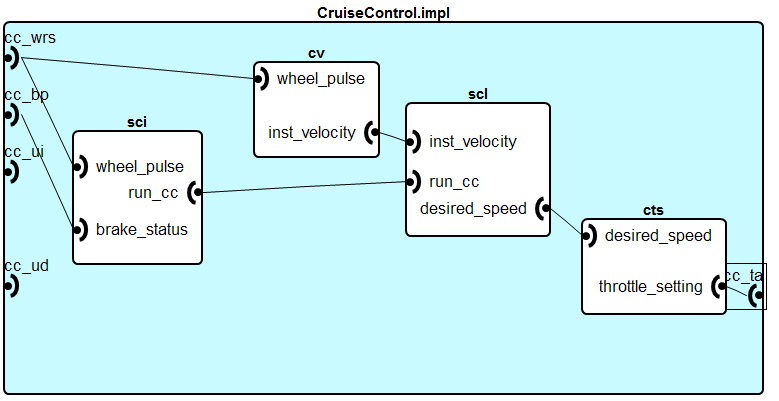 CruiseControl.impl
cc_wrs
cv
wheel_pulse
inst_velocity
cc_bp
scl
inst_velocity
run_cc
desired_speed
sci
wheel_pulse
run_cc
brake_status
cc_ui
cts
desired_speed
throttle_setting
cc_ud
cc_ta